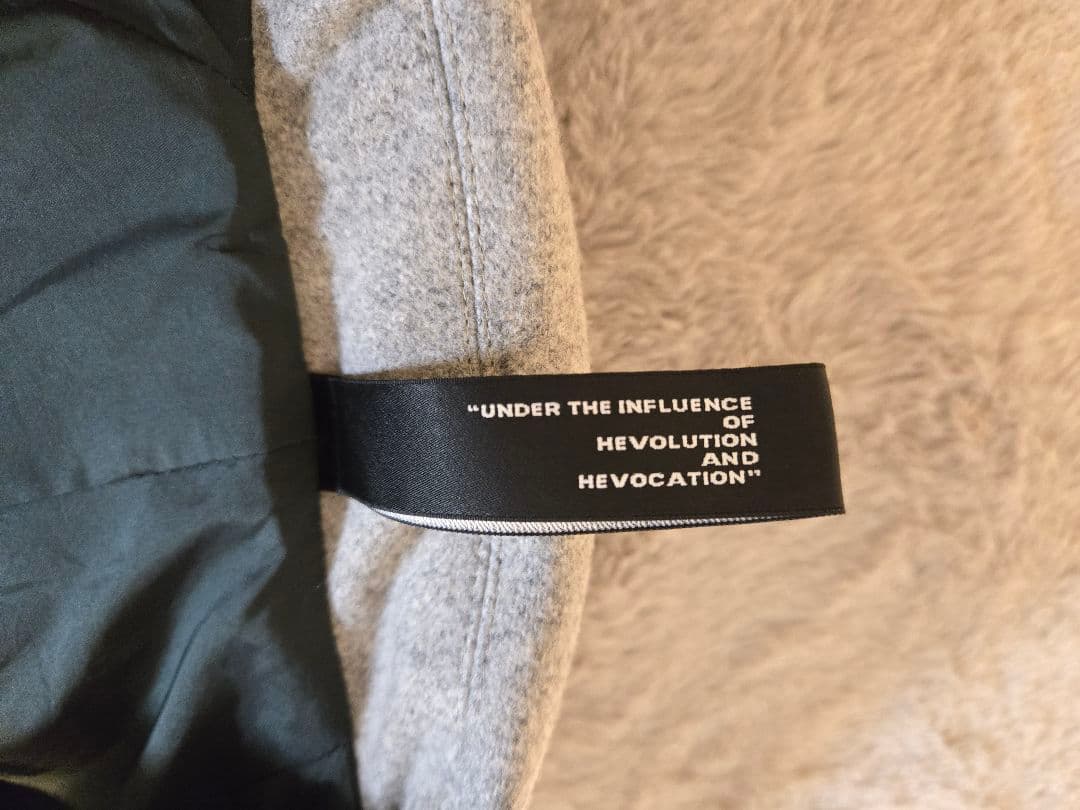 "UNDER THE INFLUENCE
OF
HEVOLUTION
AND
HEVOCATION"